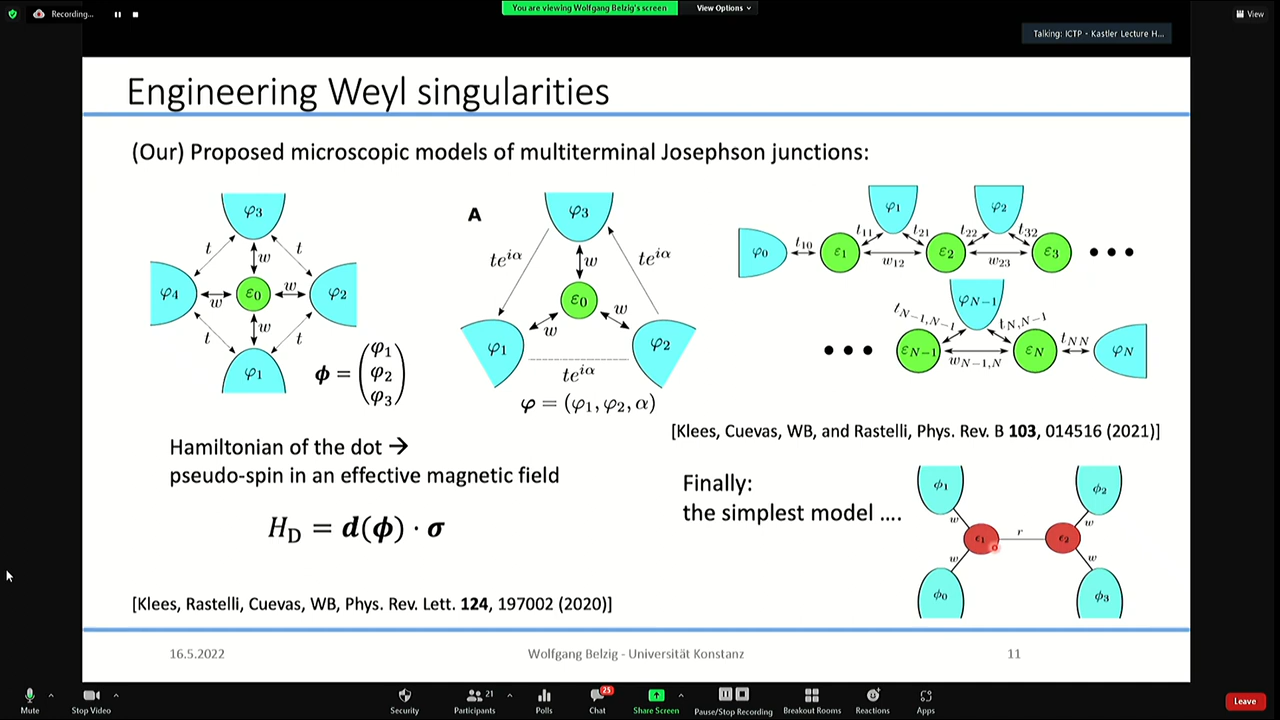 Recording...
You are viewing Wolfgang Belzig's screen
View Options
View
Talking: ICTP - Kastler Lecture H...
Engineering Weyl singularities
(Our) Proposed microscopic models of multiterminal Josephson junctions:
φ3
t
t
w
φ4
w
ε0
w
φ2
w
t
t
φ1
ϕ = (φ1 φ2 φ3)
A
φ3
te^{iα}
w
te^{iα}
ε0
w
w
φ1
φ2
te^{iα}
φ = (φ1, φ2, α)
φ1
φ2
φ0
t10
t11
t21
t22
t32
ε1
ε2
ε3
w12
w23
φN−1
tN−1,N−1
tN,N−1
εN−1
εN
tNN
φN
wN−1,N
[Klees, Cuevas, WB, and Rastelli, Phys. Rev. B 103, 014516 (2021)]
Hamiltonian of the dot →
pseudo-spin in an effective magnetic field
H_D = d(ϕ) · σ
[Klees, Rastelli, Cuevas, WB, Phys. Rev. Lett. 124, 197002 (2020)]
Finally:
the simplest model ....
ϕ1
ϕ2
w
w
ϵ1
r
ϵ2
w
w
ϕ0
ϕ3
16.5.2022
Wolfgang Belzig - Universität Konstanz
11
Mute
Stop Video
Security
Participants
21
Polls
Chat
25
Share Screen
Pause/Stop Recording
Breakout Rooms
Reactions
Apps
Leave